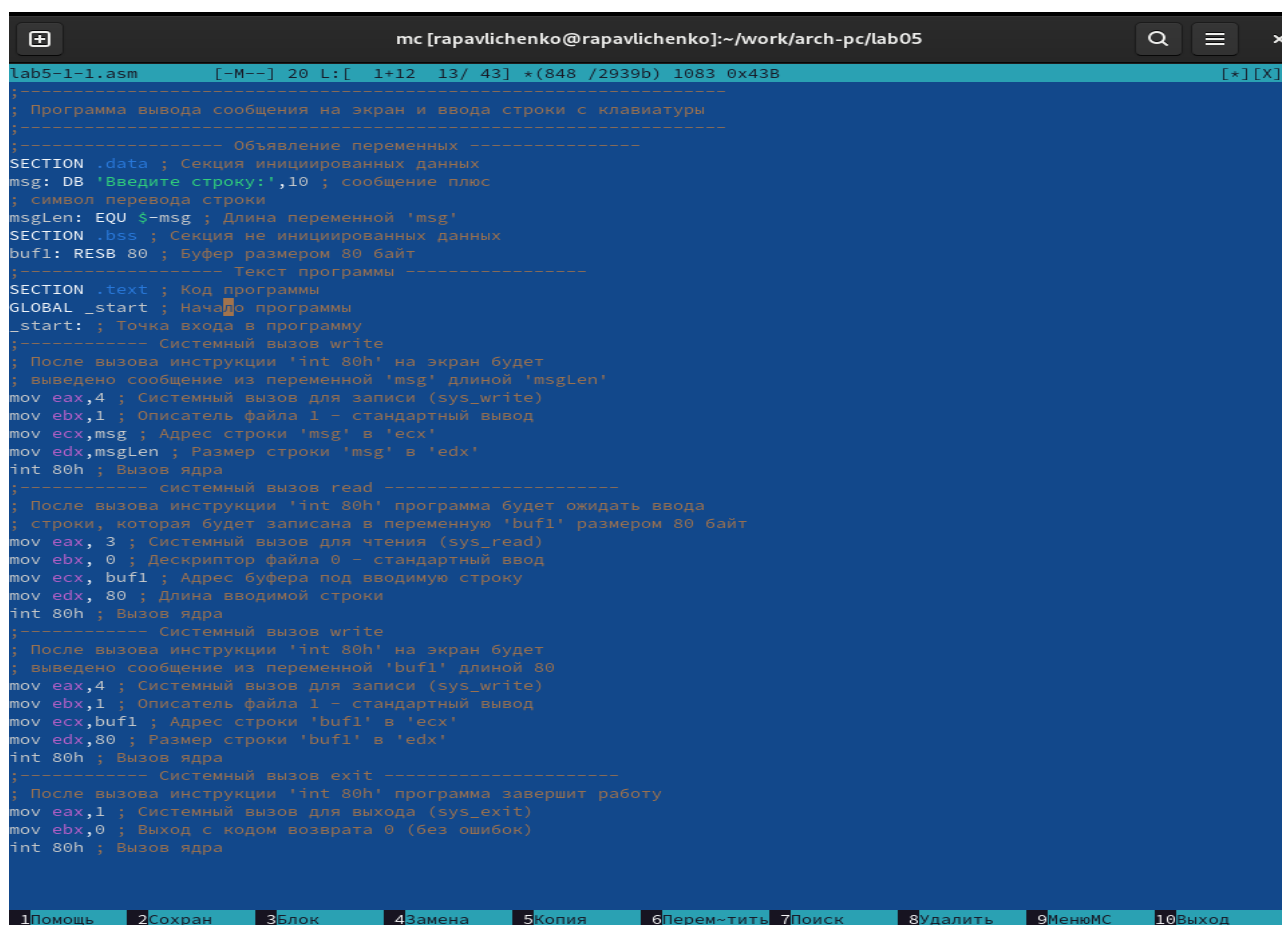 mc [rapavlichenko@rapavlichenko]:~/work/arch-pc/lab05
lab5-1-1.asm [-M--] 20 L:[ 1+12 13/ 43] *(848 /2939b) 1083 0x43B [*][X]
;------------------------------------------------------------------
; Программа вывода сообщения на экран и ввода строки с клавиатуры
;------------------------------------------------------------------
;------------------- Объявление переменных ----------------
SECTION .data ; Секция инициированных данных
msg: DB 'Введите строку:',10 ; сообщение плюс
; символ перевода строки
msgLen: EQU $-msg ; Длина переменной 'msg'
SECTION .bss ; Секция не инициированных данных
buf1: RESB 80 ; Буфер размером 80 байт
;------------------- Текст программы -----------------
SECTION .text ; Код программы
GLOBAL _start ; Начало программы
_start: ; Точка входа в программу
;------------ Системный вызов write
; После вызова инструкции 'int 80h' на экран будет
; выведено сообщение из переменной 'msg' длиной 'msgLen'
mov eax,4 ; Системный вызов для записи (sys_write)
mov ebx,1 ; Описатель файла 1 - стандартный вывод
mov ecx,msg ; Адрес строки 'msg' в 'ecx'
mov edx,msgLen ; Размер строки 'msg' в 'edx'
int 80h ; Вызов ядра
;------------ системный вызов read ----------------------
; После вызова инструкции 'int 80h' программа будет ожидать ввода
; строки, которая будет записана в переменную 'buf1' размером 80 байт
mov eax, 3 ; Системный вызов для чтения (sys_read)
mov ebx, 0 ; Дескриптор файла 0 - стандартный ввод
mov ecx, buf1 ; Адрес буфера под вводимую строку
mov edx, 80 ; Длина вводимой строки
int 80h ; Вызов ядра
;------------ Системный вызов write
; После вызова инструкции 'int 80h' на экран будет
; выведено сообщение из переменной 'buf1' длиной 80
mov eax,4 ; Системный вызов для записи (sys_write)
mov ebx,1 ; Описатель файла 1 - стандартный вывод
mov ecx,buf1 ; Адрес строки 'buf1' в 'ecx'
mov edx,80 ; Размер строки 'buf1' в 'edx'
int 80h ; Вызов ядра
;------------ Системный вызов exit ----------------------
; После вызова инструкции 'int 80h' программа завершит работу
mov eax,1 ; Системный вызов для выхода (sys_exit)
mov ebx,0 ; Выход с кодом возврата 0 (без ошибок)
int 80h ; Вызов ядра
1Помощь 2Сохран 3Блок 4Замена 5Копия 6Перем~тить 7Поиск 8Удалить 9МенюMC 10Выход